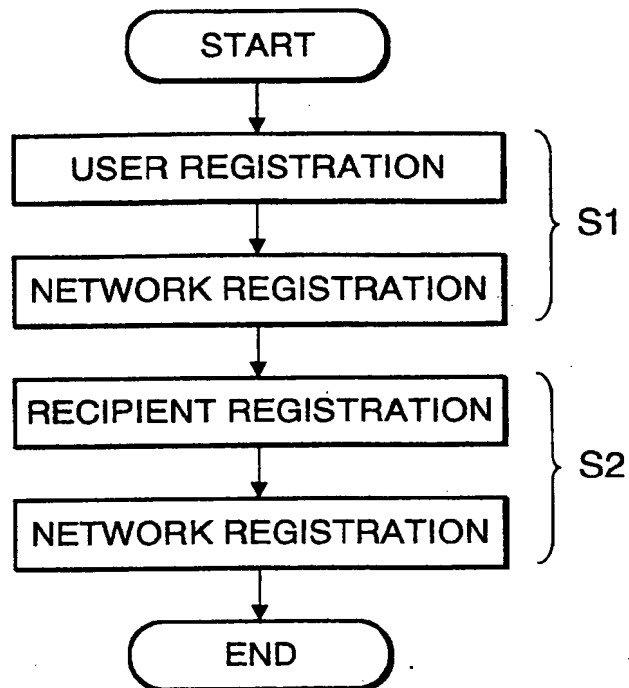 START
USER REGISTRATION
NETWORK REGISTRATION
S1
RECIPIENT REGISTRATION
NETWORK REGISTRATION
S2
END